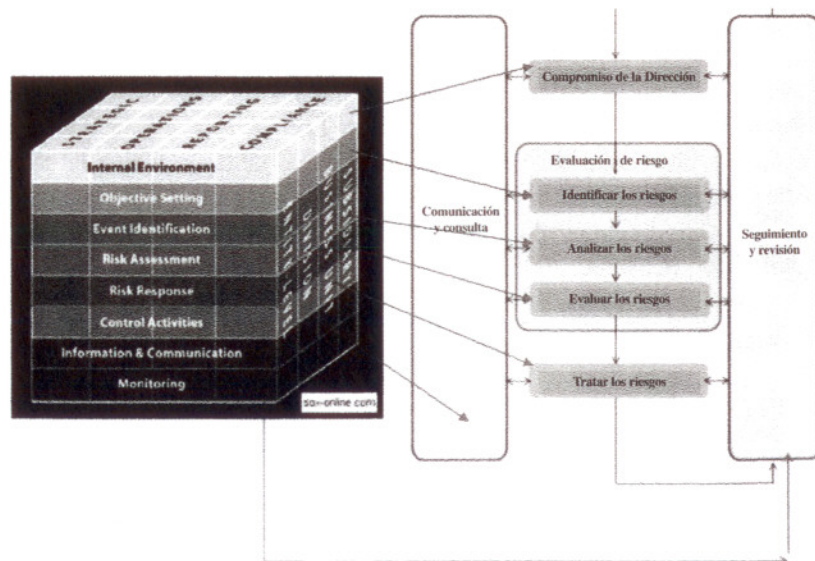 STRATEGIC
OPERATIONS
REPORTING
COMPLIANCE
Internal Environment
Objective Setting
Event Identification
Risk Assessment
Risk Response
Control Activities
Information & Communication
Monitoring
sox-online.com
Comunicación
y consulta
Compromiso de la Dirección
Evaluación de riesgo
Identificar los riesgos
Analizar los riesgos
Evaluar los riesgos
Tratar los riesgos
Seguimiento
y revisión